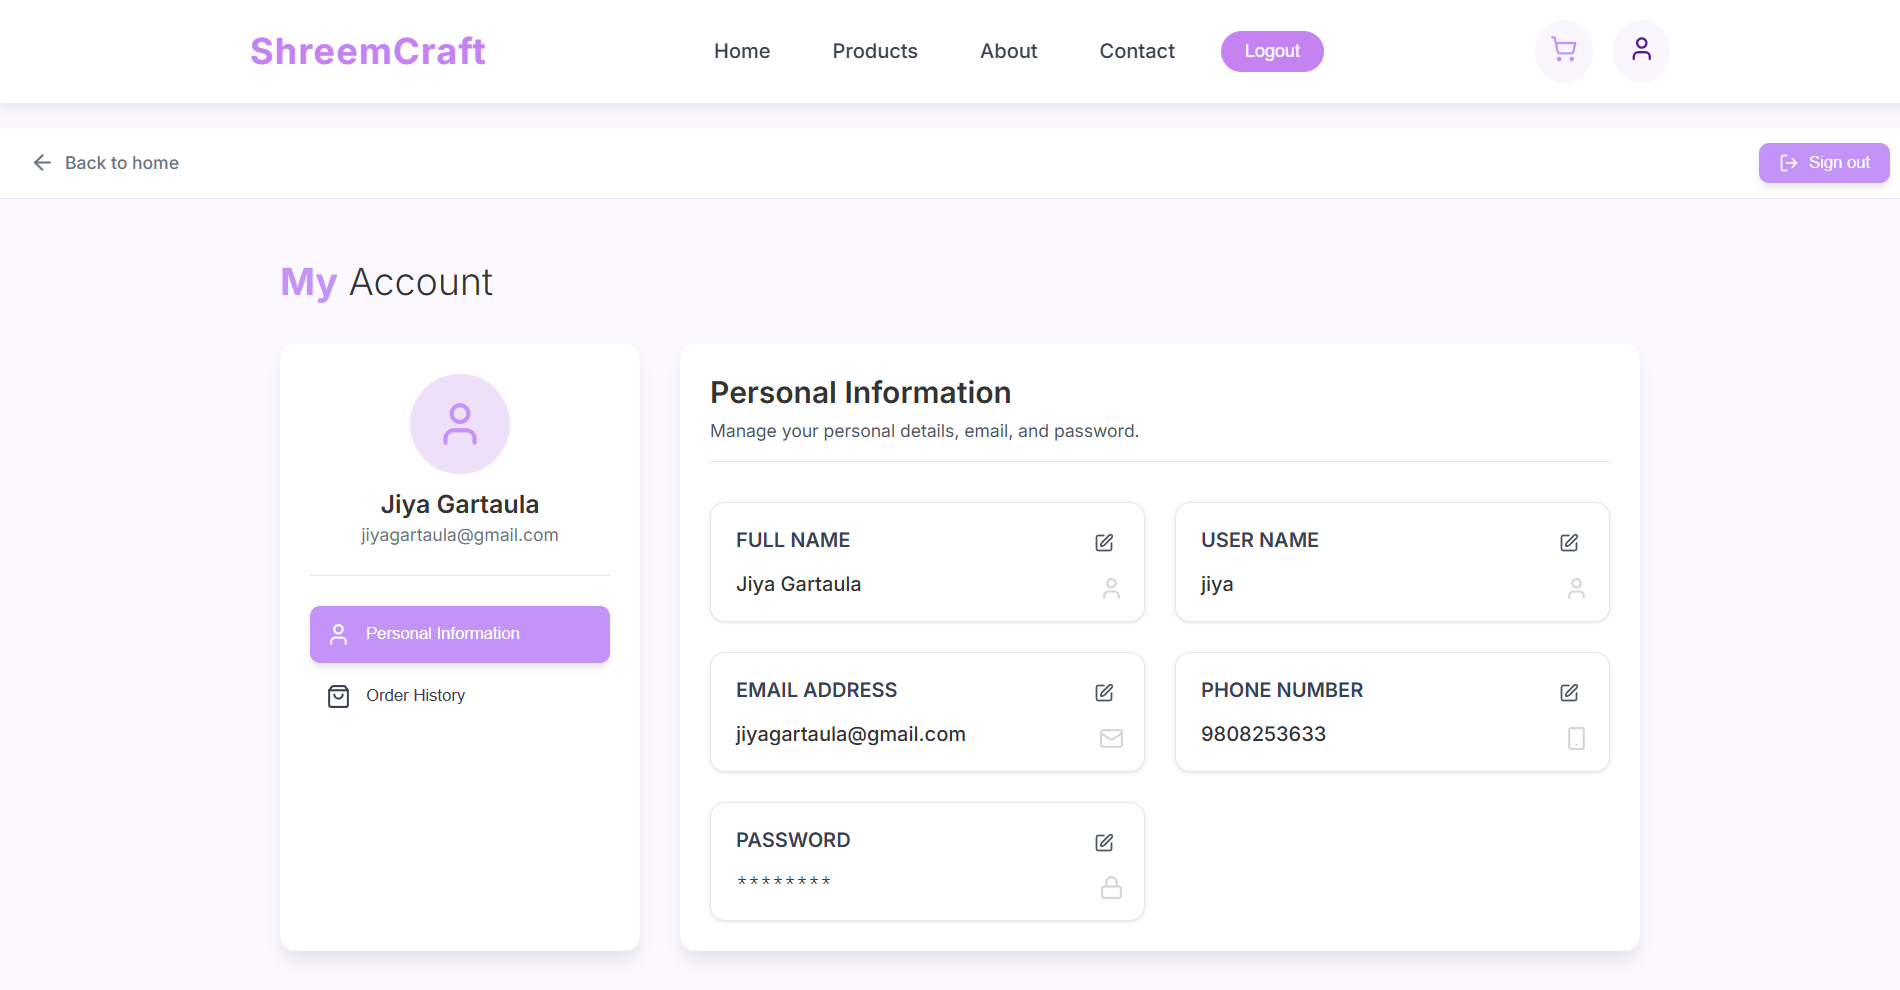 ShreemCraft
Home
Products
About
Contact
Logout
Back to home
Sign out
My Account
Jiya Gartaula
jiyagartaula@gmail.com
Personal Information
Order History
Personal Information
Manage your personal details, email, and password.
FULL NAME
Jiya Gartaula
USER NAME
jiya
EMAIL ADDRESS
jiyagartaula@gmail.com
PHONE NUMBER
9808253633
PASSWORD
********